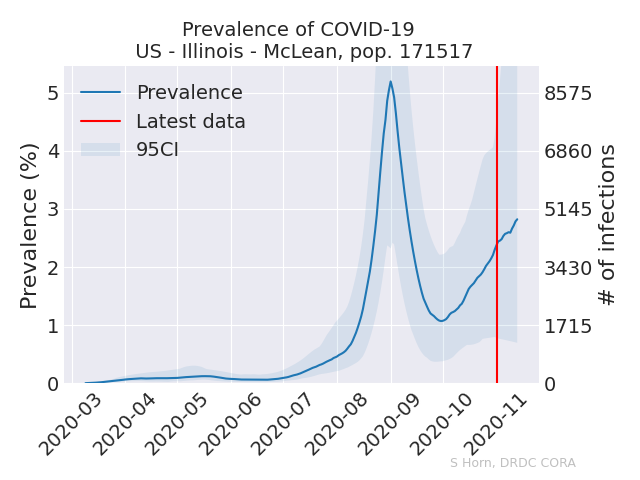 Prevalence of COVID-19
US - Illinois - McLean, pop. 171517
Prevalence
Latest data
95CI
Prevalence (%)
5
4
3
2
1
0
8575
6860
5145
3430
1715
0
# of infections
2020-03
2020-04
2020-05
2020-06
2020-07
2020-08
2020-09
2020-10
2020-11
S Horn, DRDC CORA